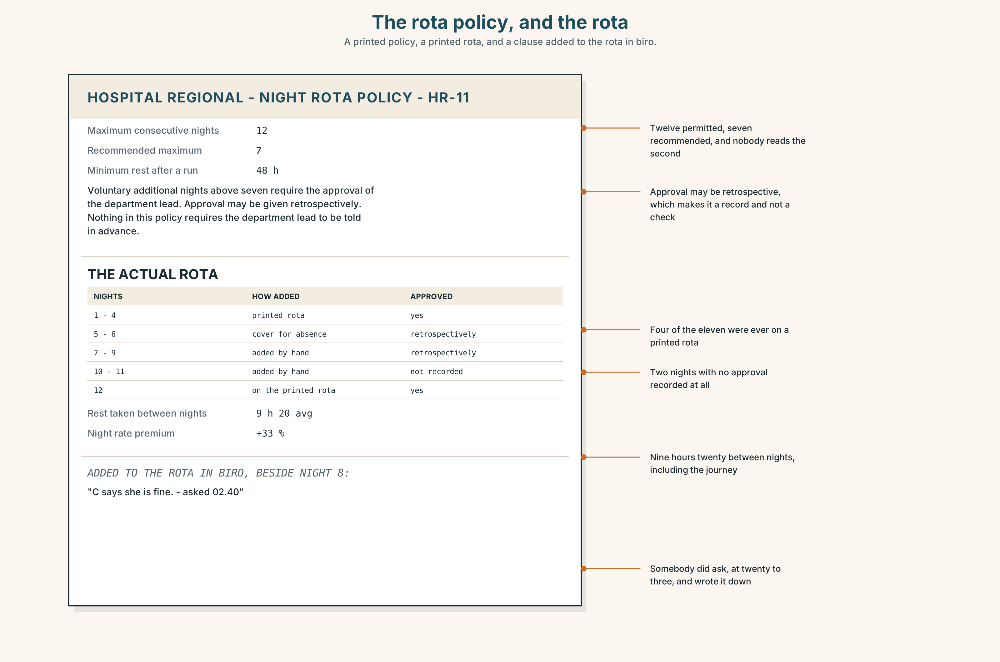 The rota policy, and the rota
A printed policy, a printed rota, and a clause added to the rota in biro.
HOSPITAL REGIONAL - NIGHT ROTA POLICY - HR-11
Maximum consecutive nights 12
Recommended maximum 7
Minimum rest after a run 48 h
Voluntary additional nights above seven require the approval of
the department lead. Approval may be given retrospectively.
Nothing in this policy requires the department lead to be told
in advance.
THE ACTUAL ROTA
NIGHTS HOW ADDED APPROVED
1 - 4 printed rota yes
5 - 6 cover for absence retrospectively
7 - 9 added by hand retrospectively
10 - 11 added by hand not recorded
12 on the printed rota yes
Rest taken between nights 9 h 20 avg
Night rate premium +33 %
ADDED TO THE ROTA IN BIRO, BESIDE NIGHT 8:
"C says she is fine. - asked 02.40"
Twelve permitted, seven
recommended, and nobody reads the
second
Approval may be retrospective,
which makes it a record and not a
check
Four of the eleven were ever on a
printed rota
Two nights with no approval
recorded at all
Nine hours twenty between nights,
including the journey
Somebody did ask, at twenty to
three, and wrote it down